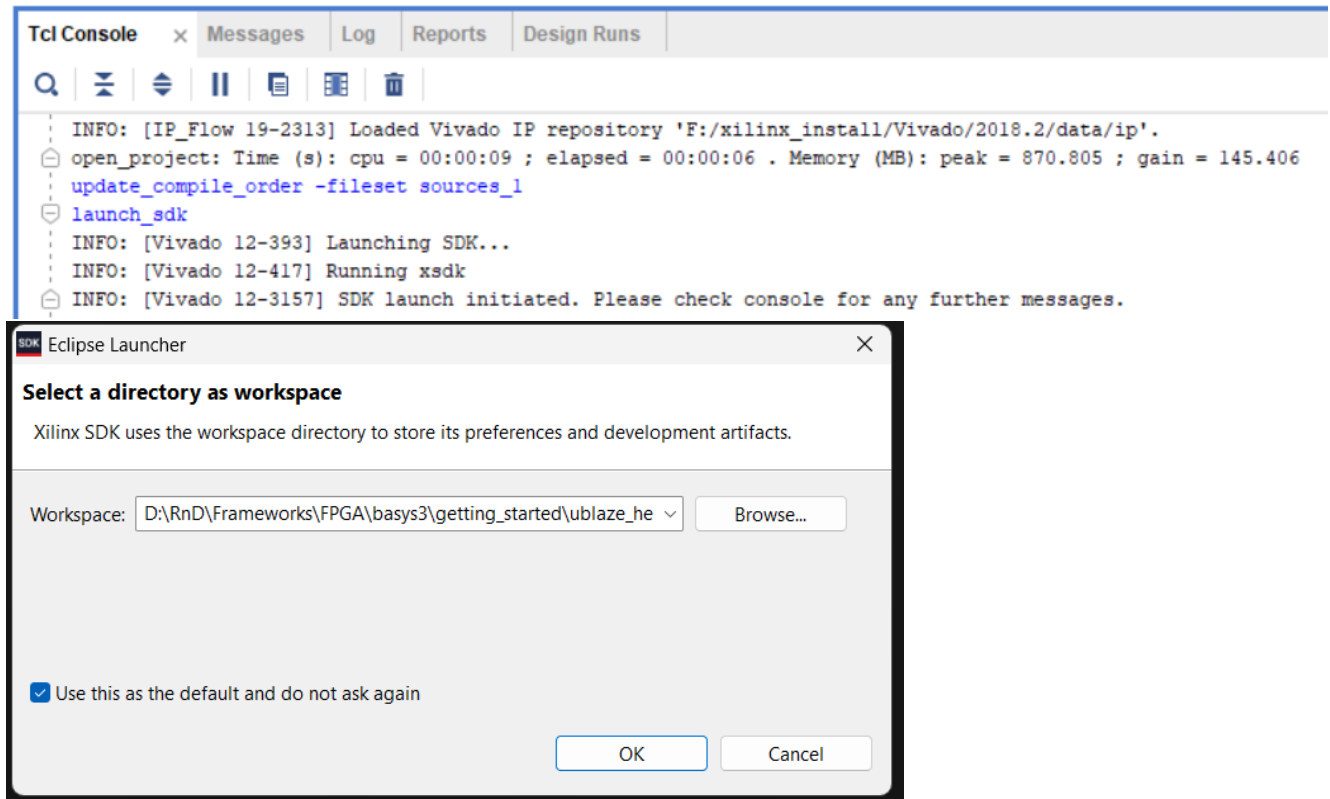 Tcl Console × Messages Log Reports Design Runs
INFO: [IP_Flow 19-2313] Loaded Vivado IP repository 'F:/xilinx_install/Vivado/2018.2/data/ip'.
open_project: Time (s): cpu = 00:00:09 ; elapsed = 00:00:06 . Memory (MB): peak = 870.805 ; gain = 145.406
update_compile_order -fileset sources_1
launch_sdk
INFO: [Vivado 12-393] Launching SDK...
INFO: [Vivado 12-417] Running xsdk
INFO: [Vivado 12-3157] SDK launch initiated. Please check console for any further messages.
SDK Eclipse Launcher
Select a directory as workspace
Xilinx SDK uses the workspace directory to store its preferences and development artifacts.
Workspace: D:\RnD\Frameworks\FPGA\basys3\getting_started\ublaze_he Browse...
Use this as the default and do not ask again
OK Cancel